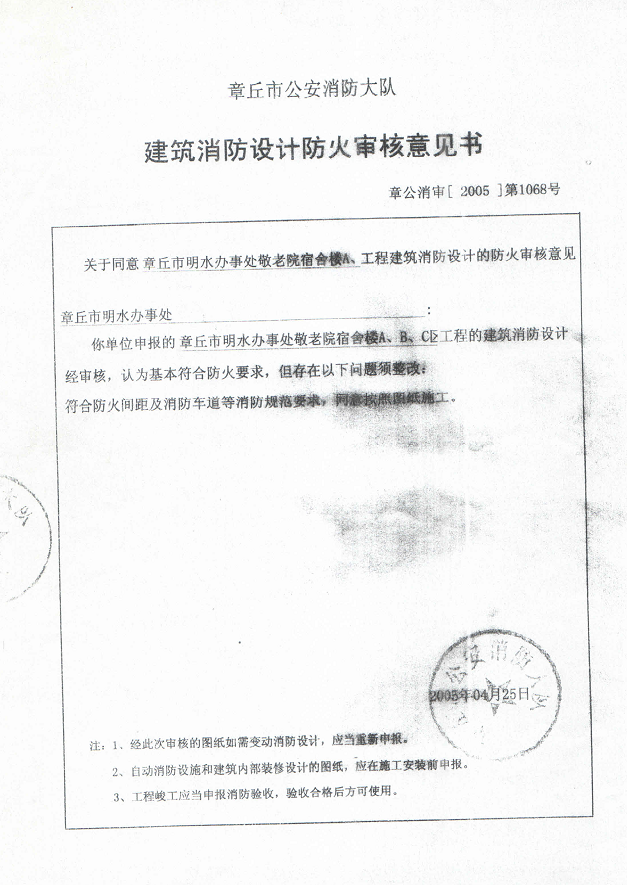 章丘市公安消防大队
建筑消防设计防火审核意见书
章公消审[ 2005 ]第1068号
关于同意 章丘市明水办事处敬老院宿舍楼A、工程建筑消防设计的防火审核意见
章丘市明水办事处 :
你单位申报的 章丘市明水办事处敬老院宿舍楼A、B、C区工程的建筑消防设计
经审核，认为基本符合防火要求，但存在以下问题须整改：
符合防火间距及消防车道等消防规范要求，同意按照图纸施工。
大队
公安消防大队
2005年04月25日
注：1、经此次审核的图纸如需变动消防设计，应当重新申报。
2、自动消防设施和建筑内部装修设计的图纸，应在施工安装前申报。
3、工程峻工应当申报消防验收，验收合格后方可使用。